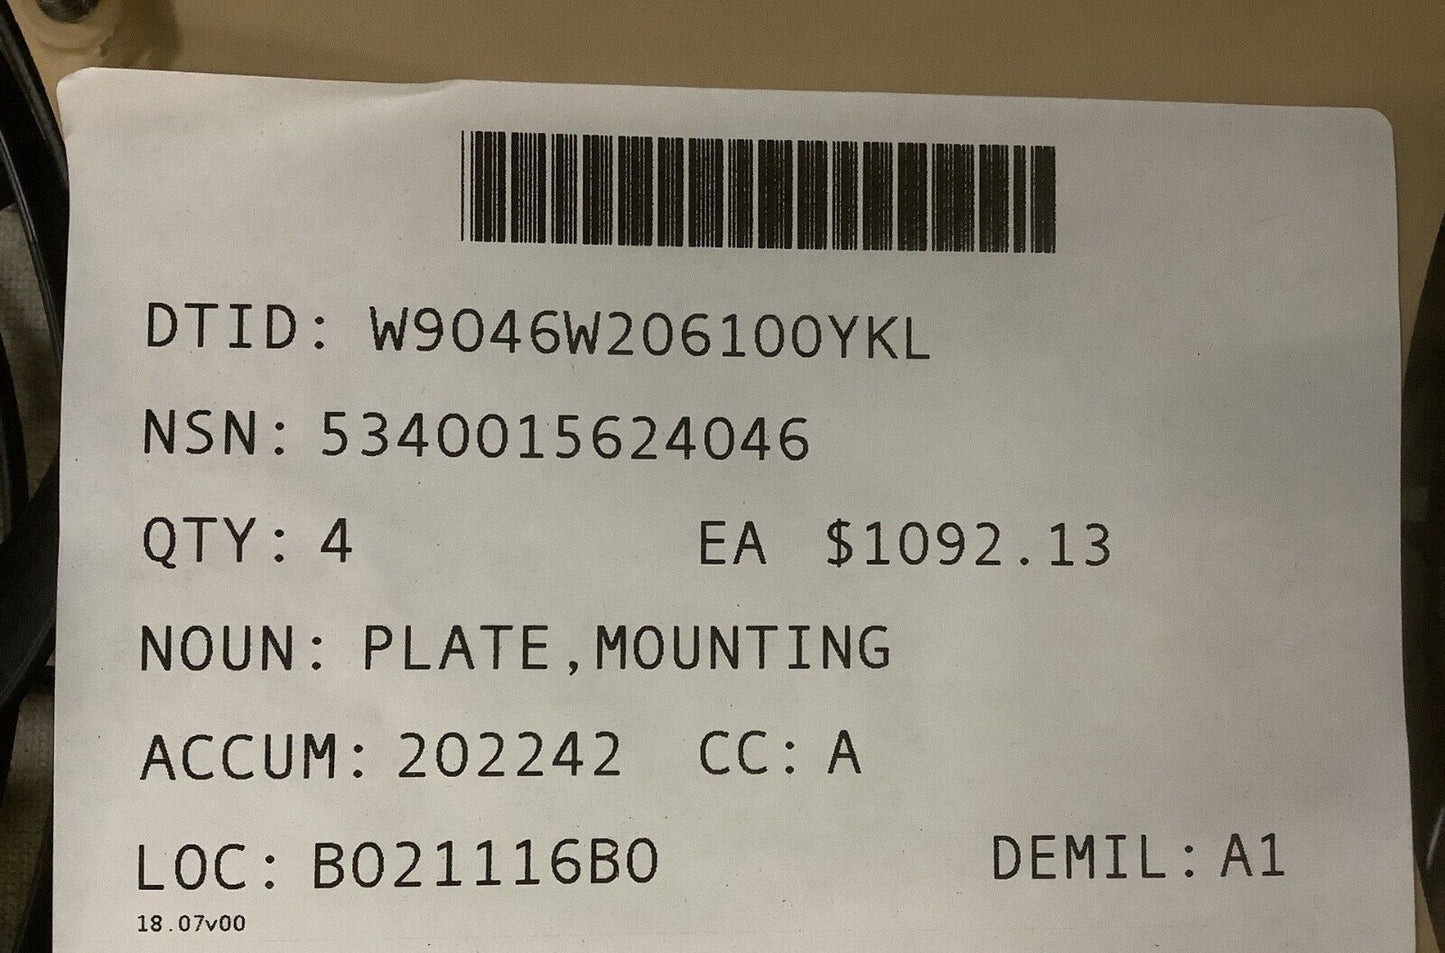 DTID: W9046W206100YKL
NSN: 5340015624046
QTY: 4 EA $1092.13
NOUN: PLATE,MOUNTING
ACCUM: 202242 CC: A
LOC: B021116B0 DEMIL: A1
18.07v00